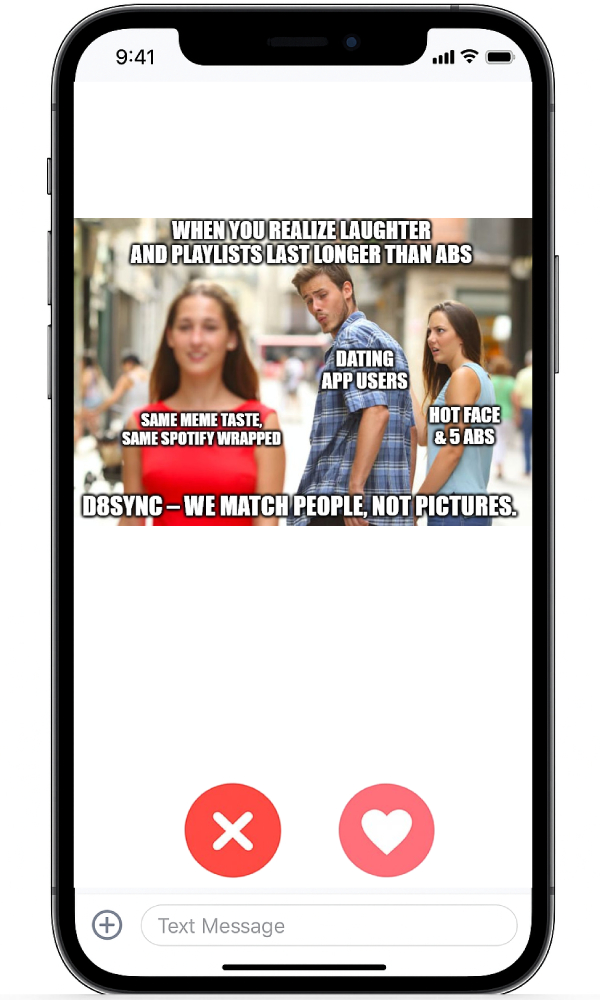 9:41
WHEN YOU REALIZE LAUGHTER
AND PLAYLISTS LAST LONGER THAN ABS
DATING
APP USERS
SAME MEME TASTE,
SAME SPOTIFY WRAPPED
HOT FACE
& 5 ABS
D8SYNC – WE MATCH PEOPLE, NOT PICTURES.
Text Message